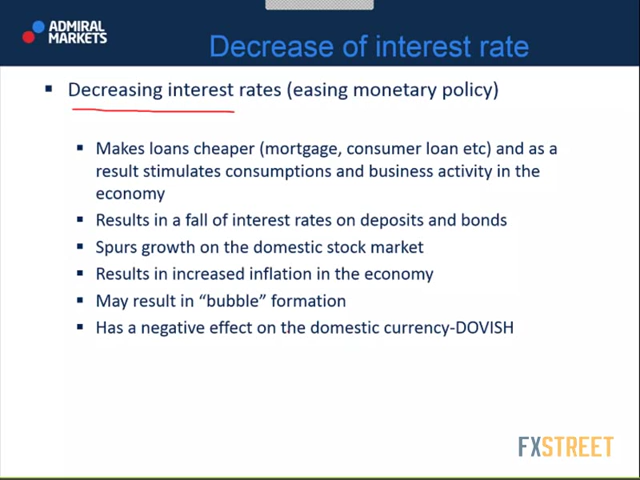 ADMIRAL
MARKETS
Decrease of interest rate
Decreasing interest rates (easing monetary policy)
Makes loans cheaper (mortgage, consumer loan etc) and as a
result stimulates consumptions and business activity in the
economy
Results in a fall of interest rates on deposits and bonds
Spurs growth on the domestic stock market
Results in increased inflation in the economy
May result in “bubble” formation
Has a negative effect on the domestic currency-DOVISH
FXSTREET